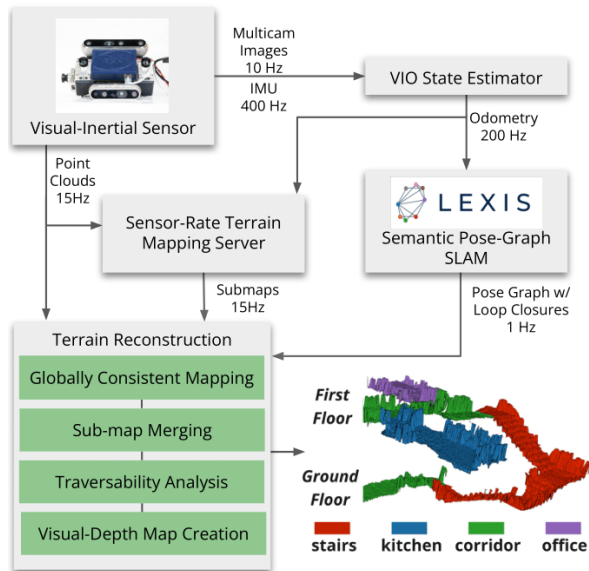 Multicam
Images
10 Hz
IMU
400 Hz
VIO State Estimator
Visual-Inertial Sensor
Odometry
200 Hz
Point
Clouds
15Hz
LEXIS
Sensor-Rate Terrain
Mapping Server
Semantic Pose-Graph
SLAM
Submaps
15Hz
Pose Graph w/
Loop Closures
1 Hz
Terrain Reconstruction
Globally Consistent Mapping
Sub-map Merging
Traversability Analysis
Visual-Depth Map Creation
First
Floor
Ground
Floor
stairs
kitchen
corridor
office